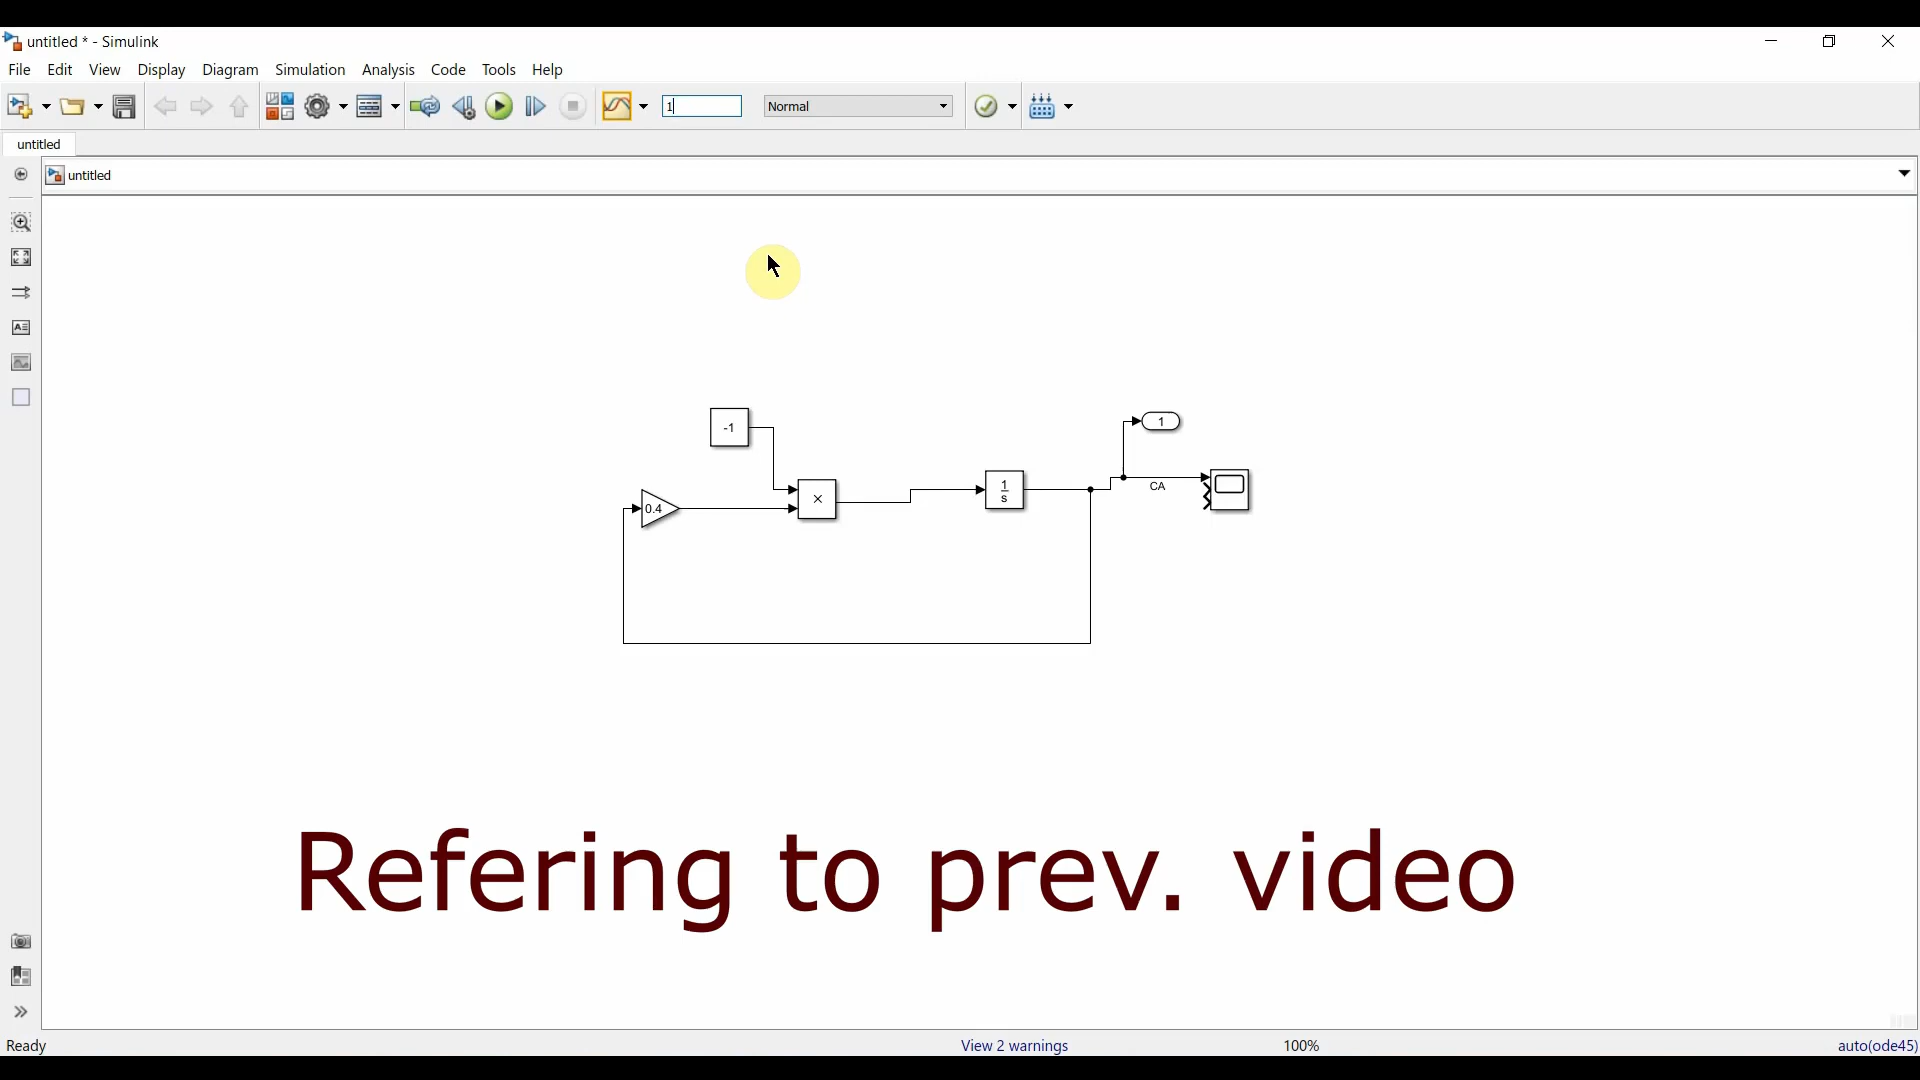 untitled * - Simulink
File Edit View Display Diagram Simulation Analysis Code Tools Help
1 Normal
untitled
untitled
-1
1
0.4
×
1
s
CA
Refering to prev. video
Ready View 2 warnings 100% auto(ode45)